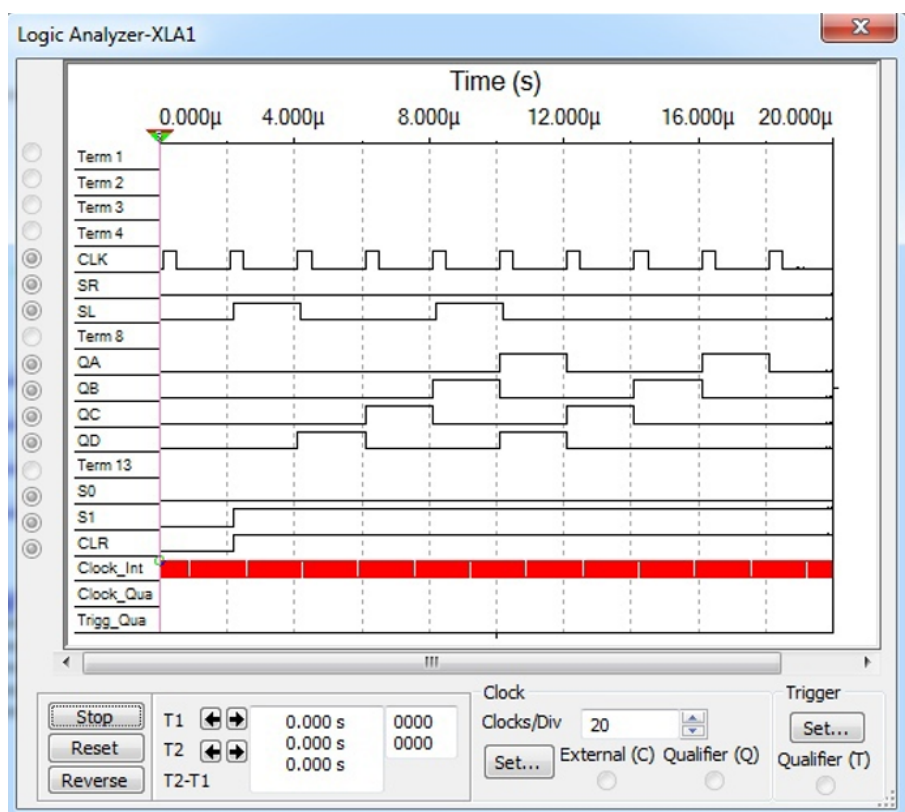 Logic Analyzer-XLA1
Time (s)
0.000µ 4.000µ 8.000µ 12.000µ 16.000µ 20.000µ
Term 1
Term 2
Term 3
Term 4
CLK
SR
SL
Term 8
QA
QB
QC
QD
Term 13
S0
S1
CLR
Clock_Int
Clock_Qua
Trigg_Qua
Clock
Trigger
Stop
T1
0.000 s
0000
Clocks/Div
20
Set...
Reset
T2
0.000 s
0000
Set...
External (C)
Qualifier (Q)
Qualifier (T)
Reverse
T2-T1
0.000 s